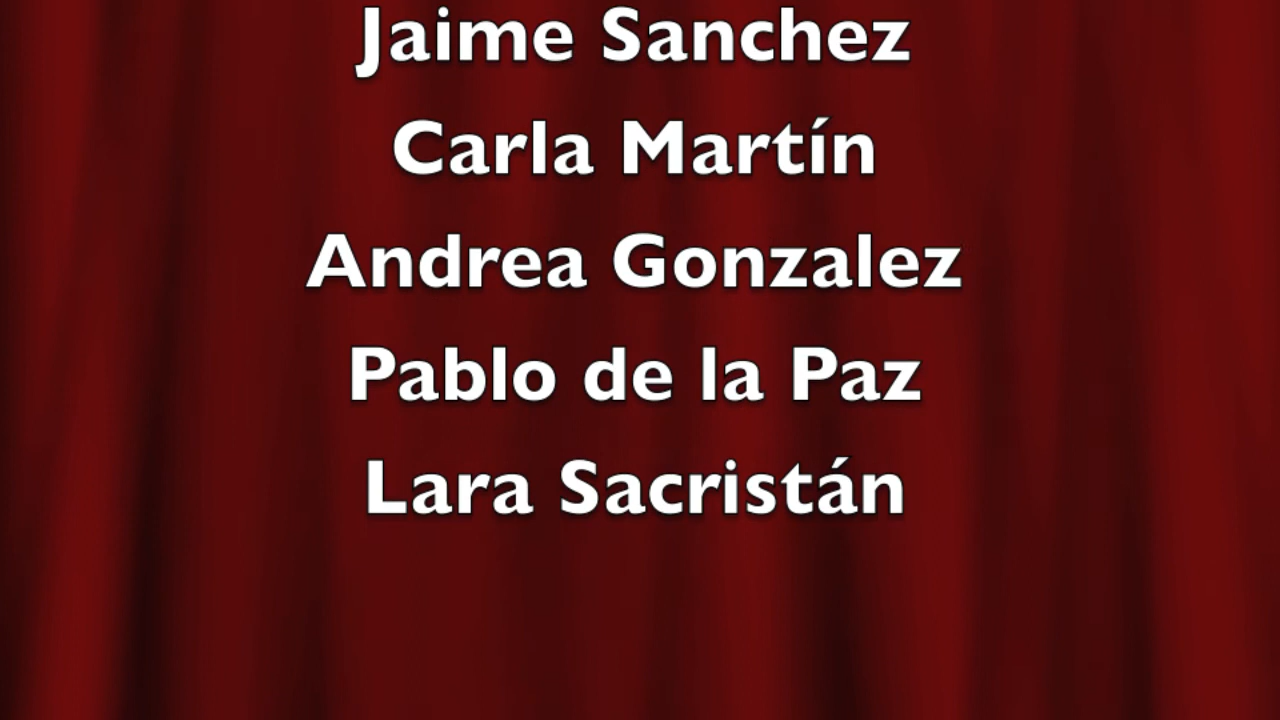 Jaime Sanchez
Carla Martín
Andrea Gonzalez
Pablo de la Paz
Lara Sacristán